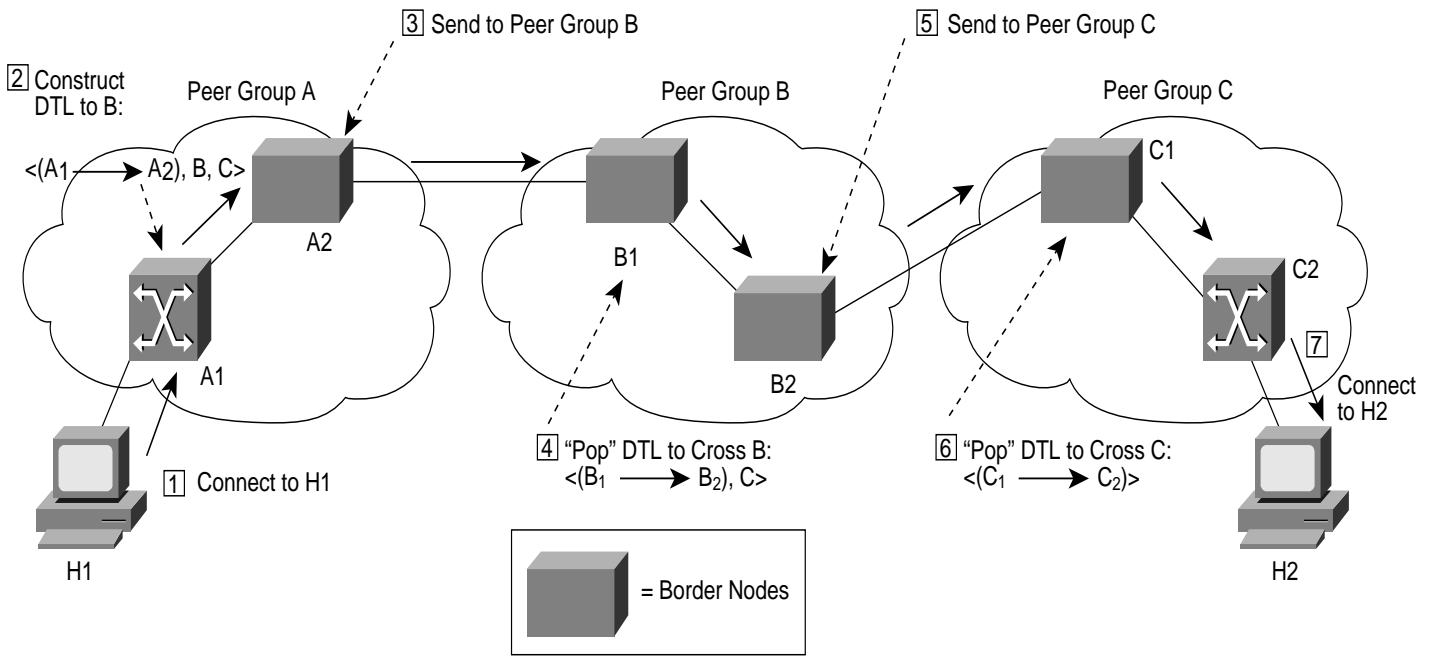 3 Send to Peer Group B
5 Send to Peer Group C
2 Construct
DTL to B:
Peer Group A
Peer Group B
Peer Group C
<(A1 → A2), B, C>
A2
A1
B1
B2
C1
C2
7
Connect
to H2
1 Connect to H1
4 “Pop” DTL to Cross B:
<(B1 → B2), C>
6 “Pop” DTL to Cross C:
<(C1 → C2)>
H1
H2
= Border Nodes